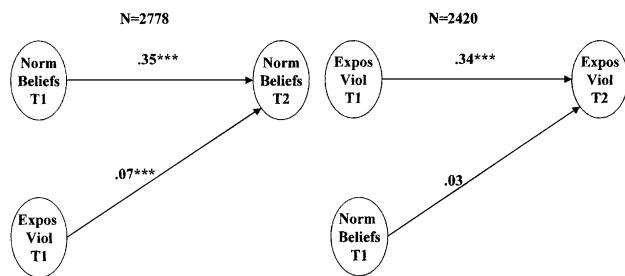 N=2778
.35***
Norm
Beliefs
T1
Norm
Beliefs
T2
.07***
Expos
Viol
T1
N=2420
.34***
Expos
Viol
T1
Expos
Viol
T2
.03
Norm
Beliefs
T1